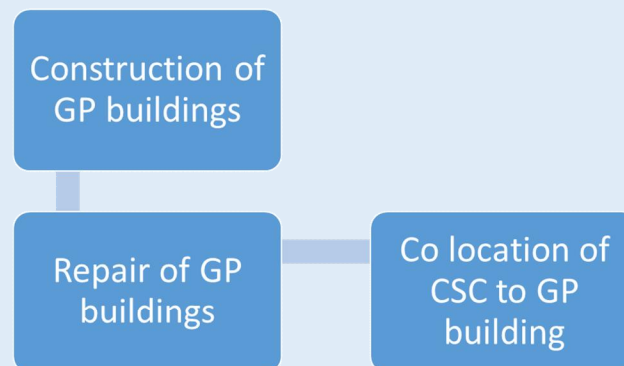 Construction of
GP buildings
Repair of GP
buildings
Co location of
CSC to GP
building